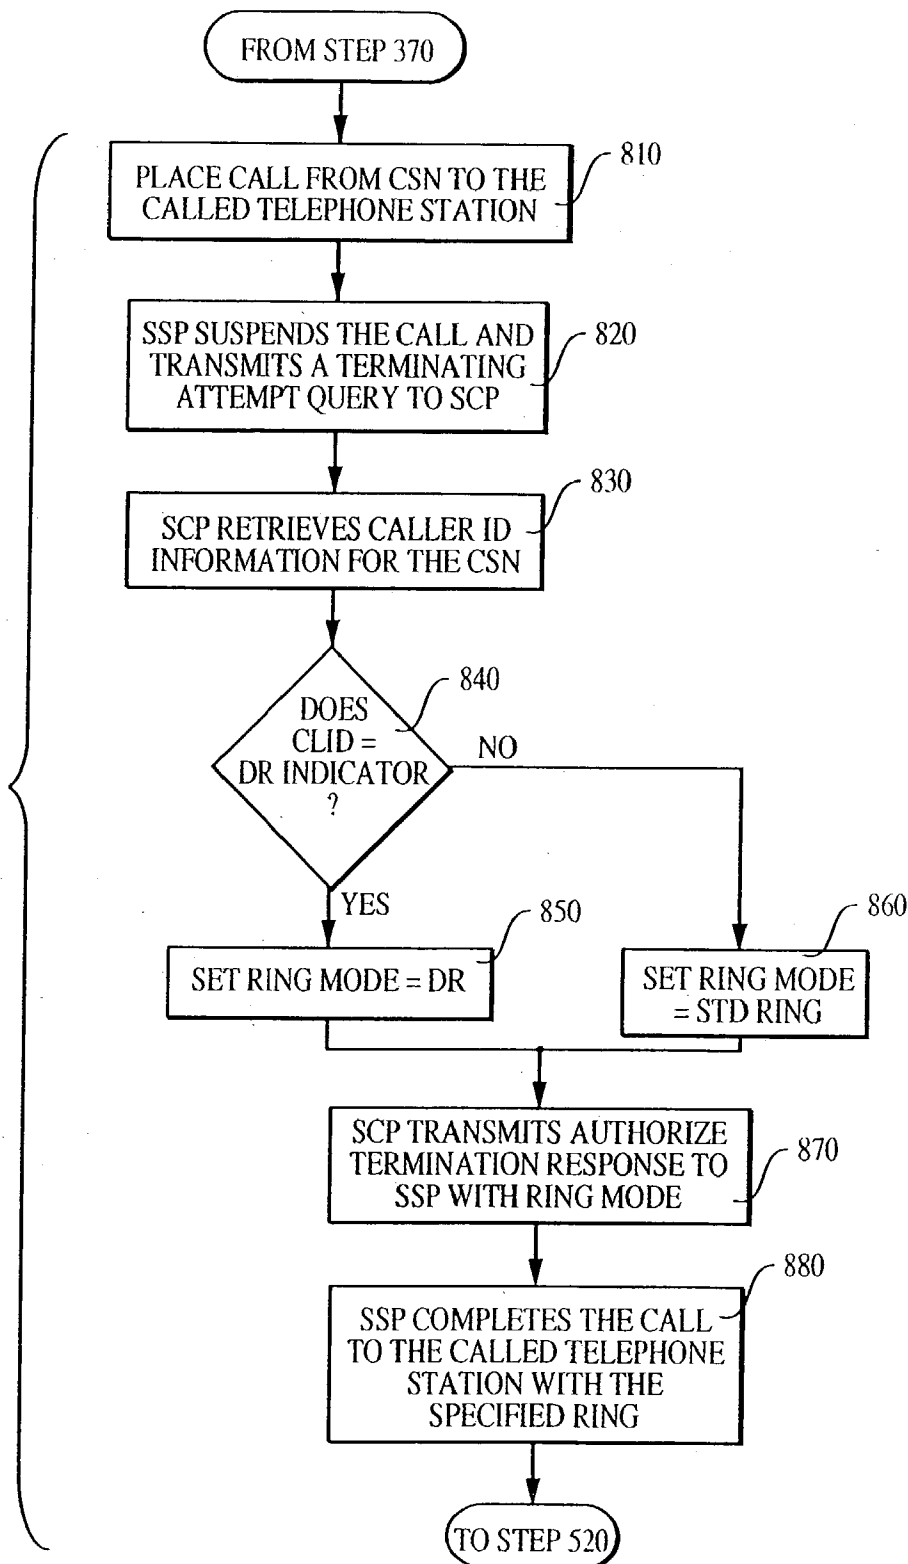 FROM STEP 370
810
PLACE CALL FROM CSN TO THE
CALLED TELEPHONE STATION
820
SSP SUSPENDS THE CALL AND
TRANSMITS A TERMINATING
ATTEMPT QUERY TO SCP
830
SCP RETRIEVES CALLER ID
INFORMATION FOR THE CSN
840
DOES
CLID =
DR INDICATOR
?
NO
YES
850
SET RING MODE = DR
860
SET RING MODE
= STD RING
870
SCP TRANSMITS AUTHORIZE
TERMINATION RESPONSE TO
SSP WITH RING MODE
880
SSP COMPLETES THE CALL
TO THE CALLED TELEPHONE
STATION WITH THE
SPECIFIED RING
TO STEP 520